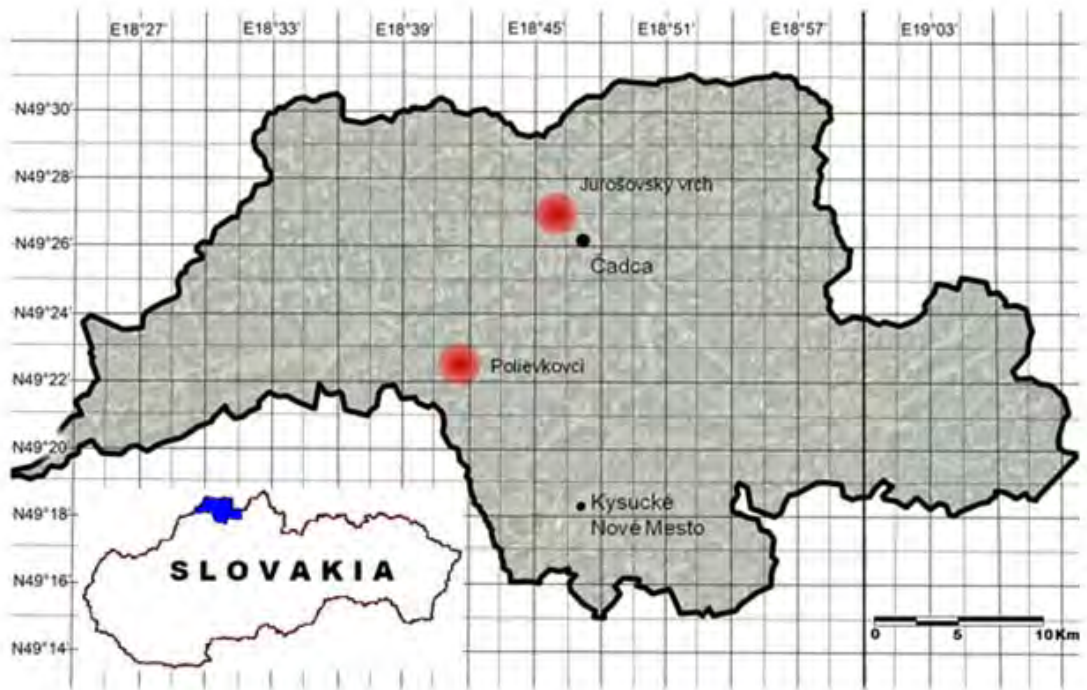 E18°27' E18°33' E18°39' E18°45' E18°51' E18°57' E19°03'
N49°30'
N49°28'
Jurošovský vrch
N49°26'
Čadca
N49°24'
Polievkovci
N49°22'
N49°20'
Kysucké
N49°18'
Nové Mesto
SLOVAKIA
N49°16'
N49°14'
0 5 10 Km